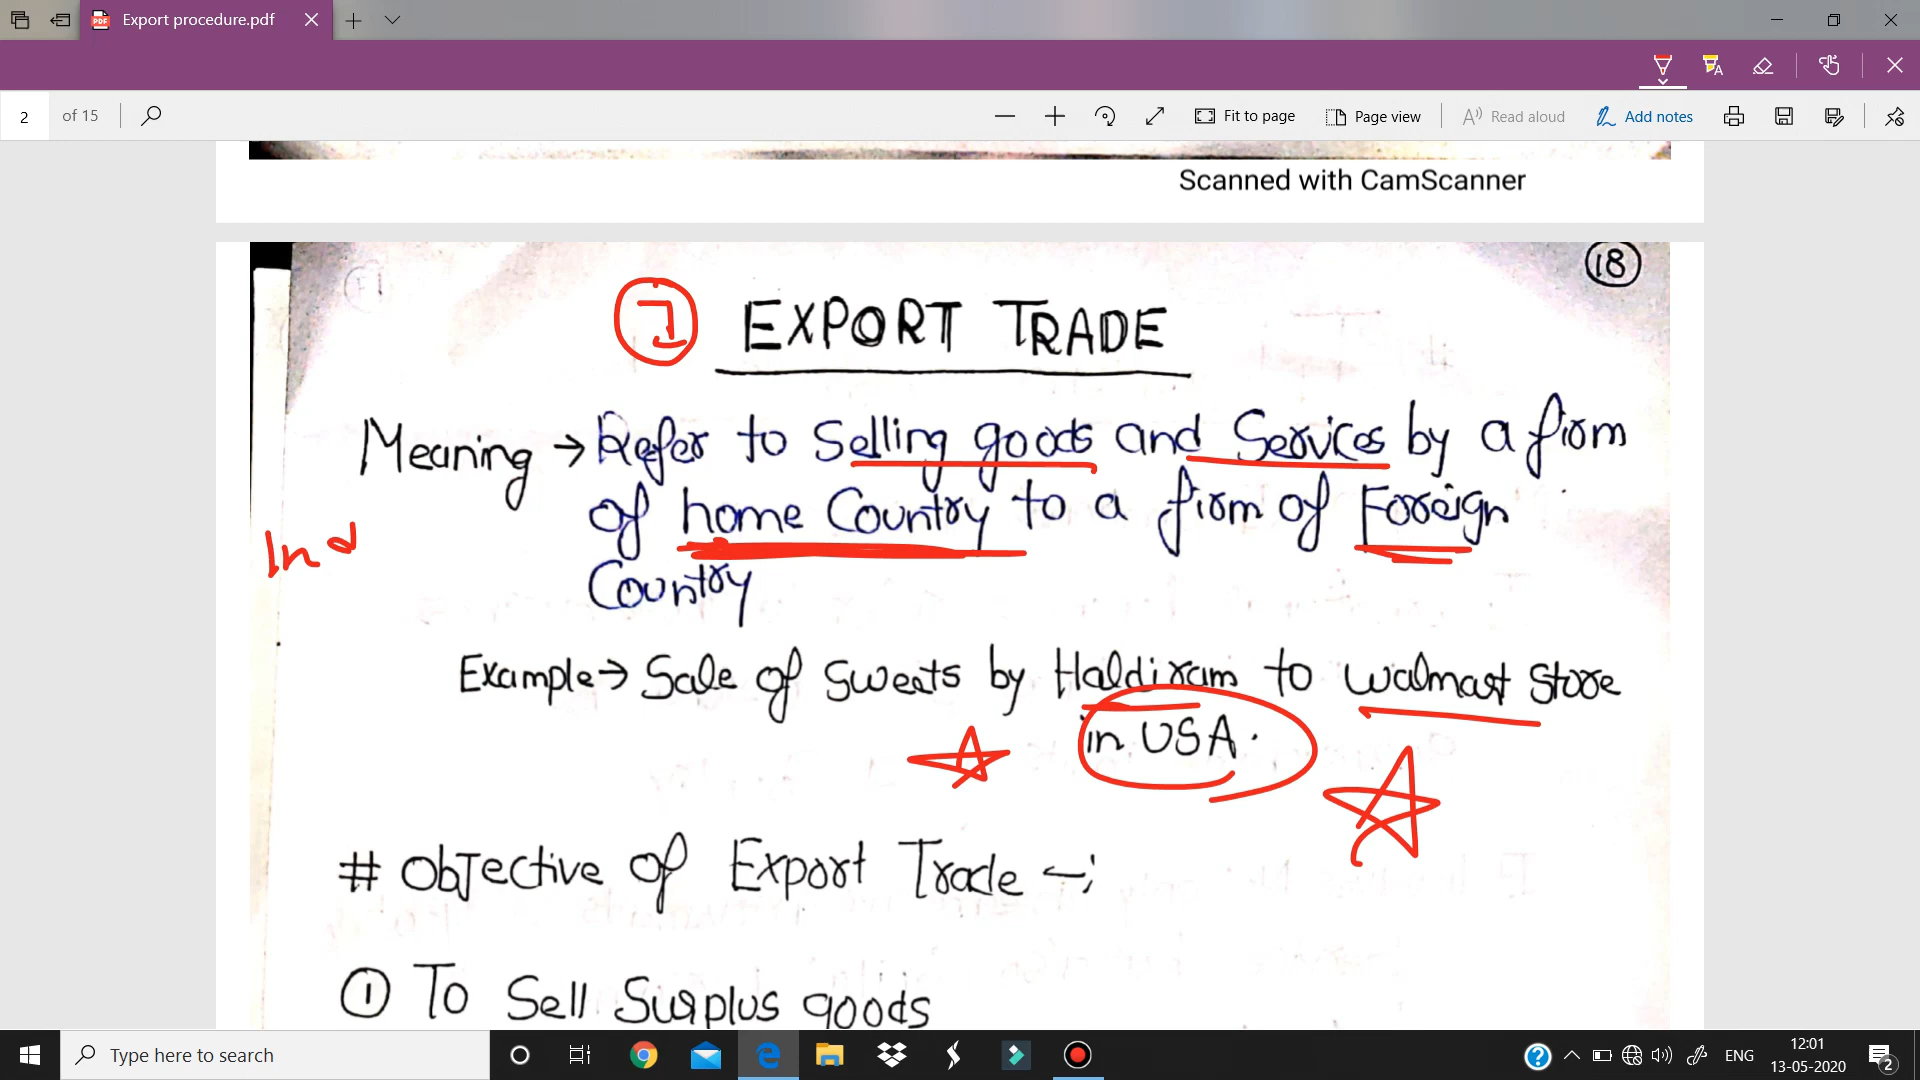 Export procedure.pdf
2 of 15
Fit to page
Page view
Read aloud
Add notes
Scanned with CamScanner
18
I EXPORT TRADE
Meaning → Refer to Selling goods and Services by a firm
of home Country to a firm of Foreign
Country
Ind
Example → Sale of Sweets by Haldiram to Walmart Store
in USA.
# Objective of Export Trade →
① To Sell Surplus goods
Type here to search
ENG
12:01
13-05-2020
2